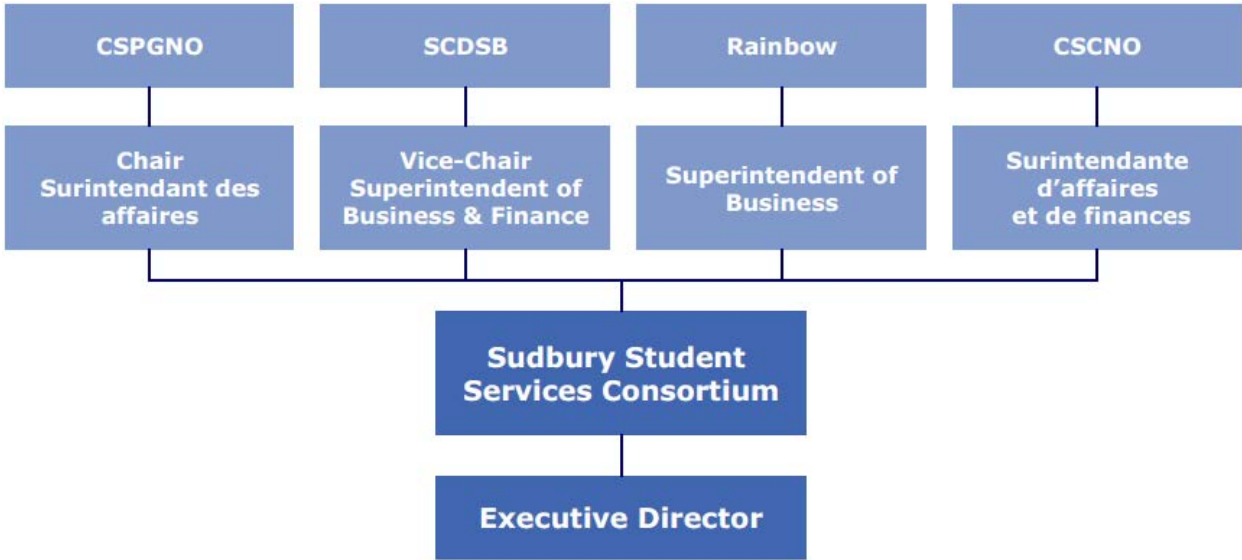 CSPGNO
SCDSB
Rainbow
CSCNO
Chair
Surintendant des
affaires
Vice-Chair
Superintendent of
Business & Finance
Superintendent of
Business
Surintendante
d’affaires
et de finances
Sudbury Student
Services Consortium
Executive Director